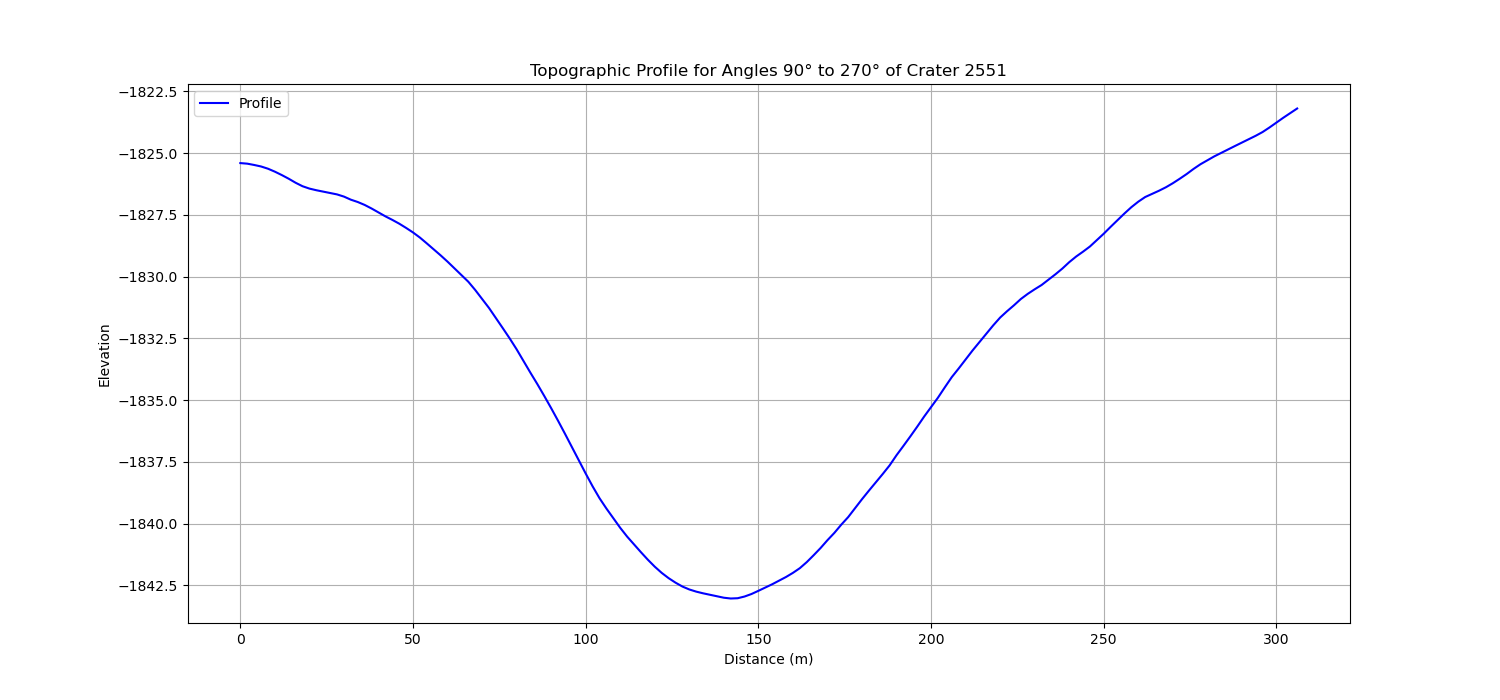 Topographic Profile for Angles 90° to 270° of Crater 2551
Profile
−1822.5
−1825.0
−1827.5
−1830.0
−1832.5
−1835.0
−1837.5
−1840.0
−1842.5
Elevation
0 50 100 150 200 250 300
Distance (m)